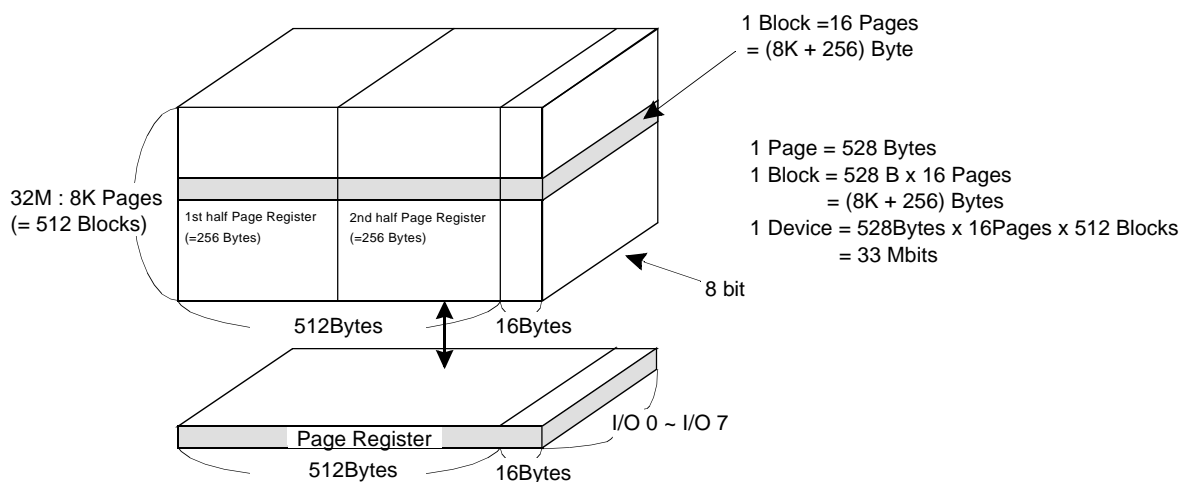 1 Block =16 Pages
= (8K + 256) Byte
1 Page = 528 Bytes
1 Block = 528 B x 16 Pages
= (8K + 256) Bytes
1 Device = 528Bytes x 16Pages x 512 Blocks
= 33 Mbits
32M : 8K Pages
(= 512 Blocks)
1st half Page Register
(=256 Bytes)
2nd half Page Register
(=256 Bytes)
8 bit
512Bytes
16Bytes
I/O 0 ~ I/O 7
Page Register
512Bytes
16Bytes